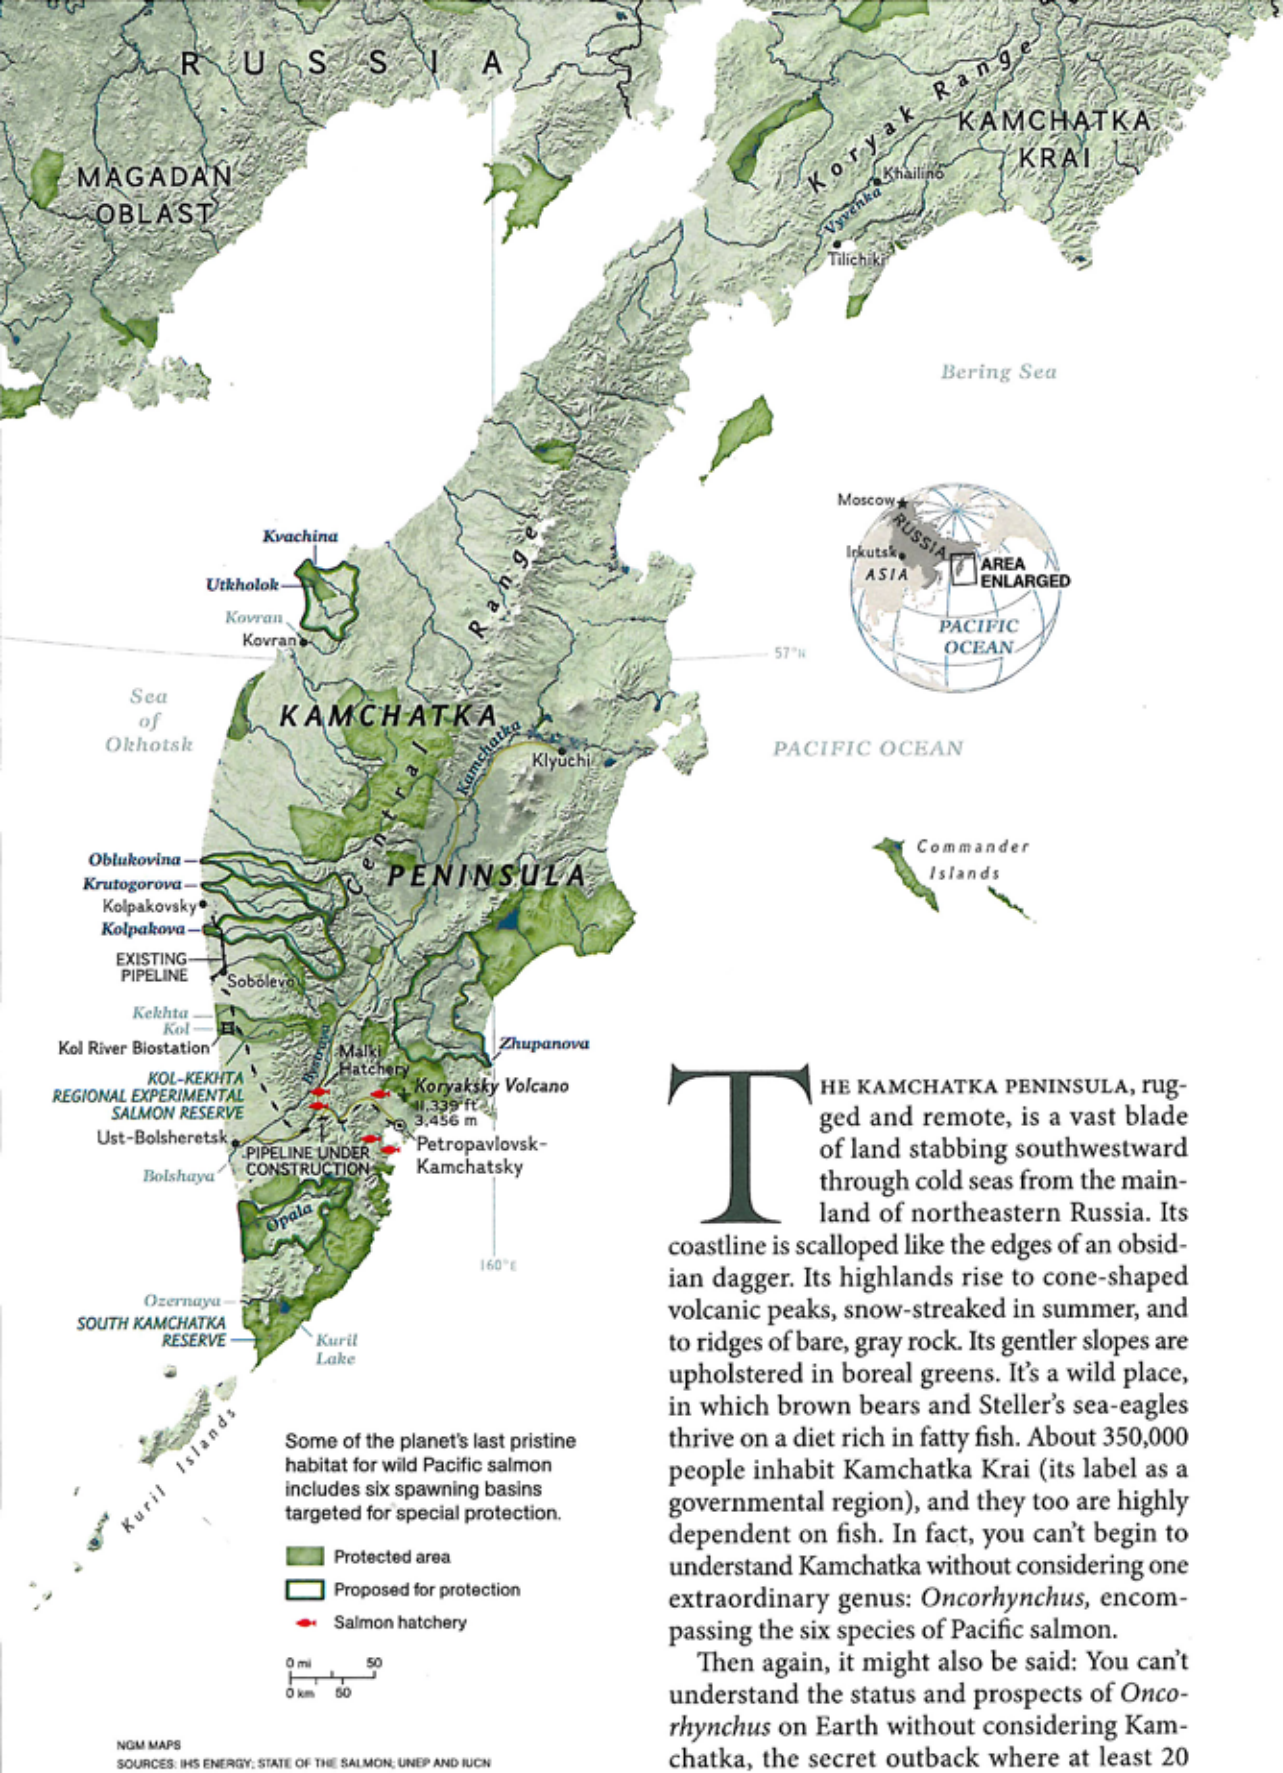 RUSSIA
Koryak Range
KAMCHATKA
KRAI
MAGADAN
OBLAST
Khailino
Vyvenka
Tilichiki
Bering Sea
Moscow
RUSSIA
Irkutsk
ASIA
AREA
ENLARGED
PACIFIC
OCEAN
Kvachina
Utkholok
Kovran
Kovran
57°N
Sea
of
Okhotsk
KAMCHATKA
PENINSULA
Central Range
Kamchatka
Klyuchi
PACIFIC OCEAN
Commander
Islands
Oblukovina
Krutogorova
Kolpakovsky
Kolpakova
EXISTING
PIPELINE
Sobolevo
Kekhta
Kol
Kol River Biostation
KOL-KEKHTA
REGIONAL EXPERIMENTAL
SALMON RESERVE
Bystraya
Malki
Hatchery
Zhupanova
Koryaksky Volcano
11,339 ft
3,456 m
Ust-Bolsheretsk
PIPELINE UNDER
CONSTRUCTION
Petropavlovsk-
Kamchatsky
Bolshaya
Opala
160°E
Ozernaya
SOUTH KAMCHATKA
RESERVE
Kuril
Lake
Kuril Islands
Some of the planet's last pristine
habitat for wild Pacific salmon
includes six spawning basins
targeted for special protection.
Protected area
Proposed for protection
Salmon hatchery
0 mi 50
0 km 50
NGM MAPS
SOURCES: IHS ENERGY; STATE OF THE SALMON; UNEP AND IUCN
THE KAMCHATKA PENINSULA, rug-
ged and remote, is a vast blade
of land stabbing southwestward
through cold seas from the main-
land of northeastern Russia. Its
coastline is scalloped like the edges of an obsid-
ian dagger. Its highlands rise to cone-shaped
volcanic peaks, snow-streaked in summer, and
to ridges of bare, gray rock. Its gentler slopes are
upholstered in boreal greens. It's a wild place,
in which brown bears and Steller's sea-eagles
thrive on a diet rich in fatty fish. About 350,000
people inhabit Kamchatka Krai (its label as a
governmental region), and they too are highly
dependent on fish. In fact, you can't begin to
understand Kamchatka without considering one
extraordinary genus: Oncorhynchus, encom-
passing the six species of Pacific salmon.
Then again, it might also be said: You can't
understand the status and prospects of Onco-
rhynchus on Earth without considering Kam-
chatka, the secret outback where at least 20